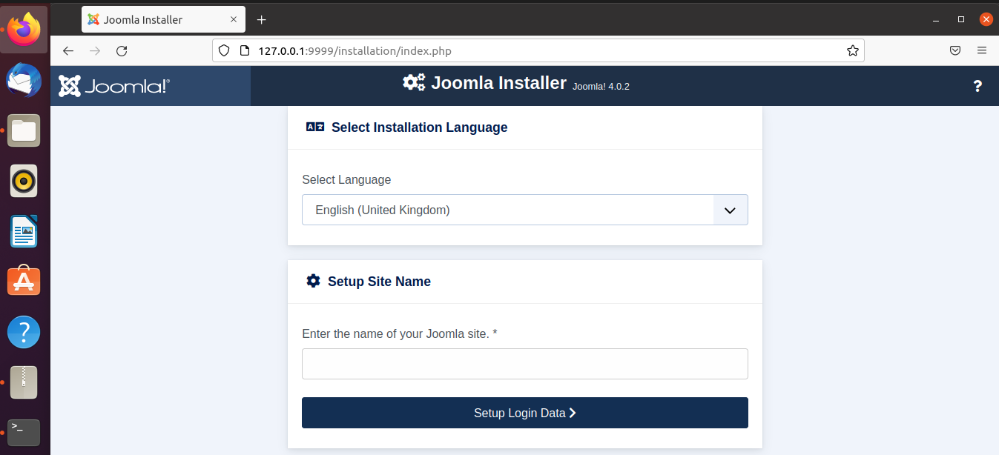 Joomla Installer
127.0.0.1:9999/installation/index.php
Joomla!®
Joomla Installer Joomla! 4.0.2
?
Select Installation Language
Select Language
English (United Kingdom)
Setup Site Name
Enter the name of your Joomla site. *
Setup Login Data